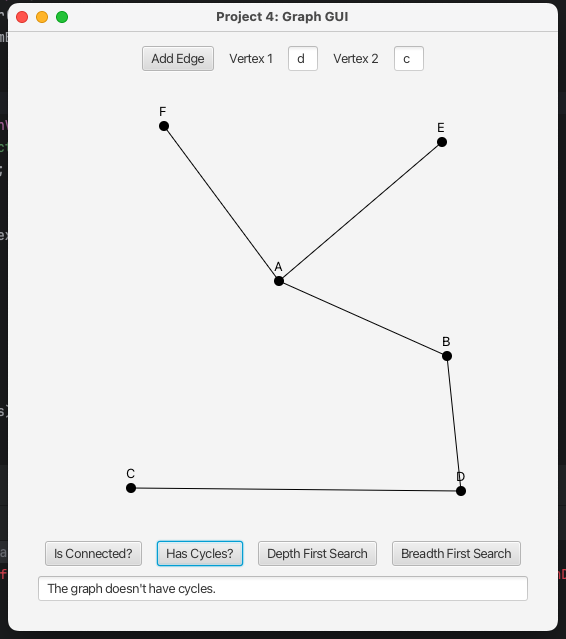 Project 4: Graph GUI
Add Edge Vertex 1 d Vertex 2 c
F
E
A
B
C
D
Is Connected? Has Cycles? Depth First Search Breadth First Search
The graph doesn't have cycles.